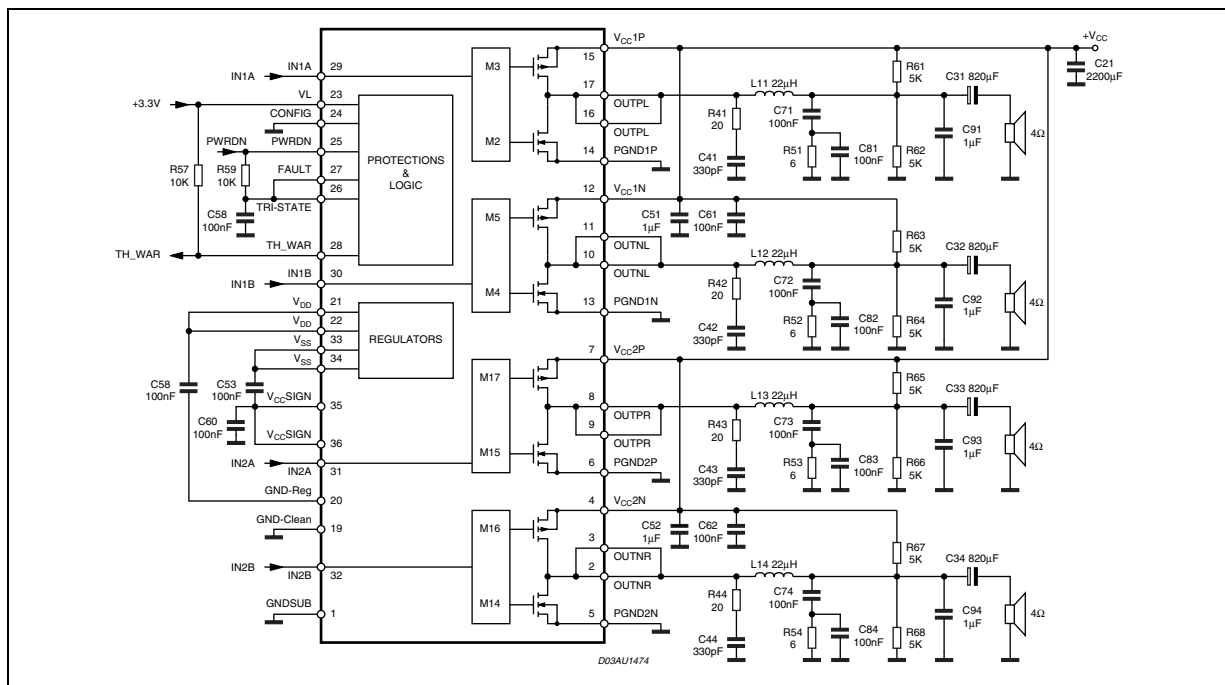 VCC1P
+VCC
15
C21
2200µF
IN1A
IN1A
29
M3
R61
5K
C31 820µF
+3.3V
VL
23
17
L11 22µH
CONFIG
24
OUTPL
16
OUTPL
R41
20
C71
100nF
4Ω
PWRDN
PWRDN
25
M2
14
PGND1P
R51
6
C81
100nF
R62
5K
C91
1µF
R57
10K
R59
10K
FAULT
27
26
PROTECTIONS
&
LOGIC
C41
330pF
C58
100nF
TRI-STATE
12
VCC1N
M5
C51
1µF
C61
100nF
11
R63
5K
C32 820µF
TH_WAR
TH_WAR
28
OUTNL
10
OUTNL
L12 22µH
IN1B
IN1B
30
M4
R42
20
C72
100nF
4Ω
VDD
21
13
PGND1N
R52
6
C82
100nF
R64
5K
C92
1µF
VDD
22
REGULATORS
C42
330pF
VSS
33
VSS
34
7
VCC2P
C58
100nF
C53
100nF
M17
R65
5K
C33 820µF
VCCSIGN
35
8
L13 22µH
C60
100nF
OUTPR
9
OUTPR
R43
20
C73
100nF
4Ω
VCCSIGN
36
M15
IN2A
IN2A
31
6
PGND2P
R53
6
C83
100nF
R66
5K
C93
1µF
C43
330pF
GND-Reg
20
4
VCC2N
GND-Clean
19
M16
C52
1µF
C62
100nF
3
R67
5K
C34 820µF
OUTNR
2
OUTNR
L14 22µH
IN2B
IN2B
32
M14
R44
20
C74
100nF
4Ω
GNDSUB
1
5
PGND2N
R54
6
C84
100nF
R68
5K
C94
1µF
C44
330pF
D03AU1474